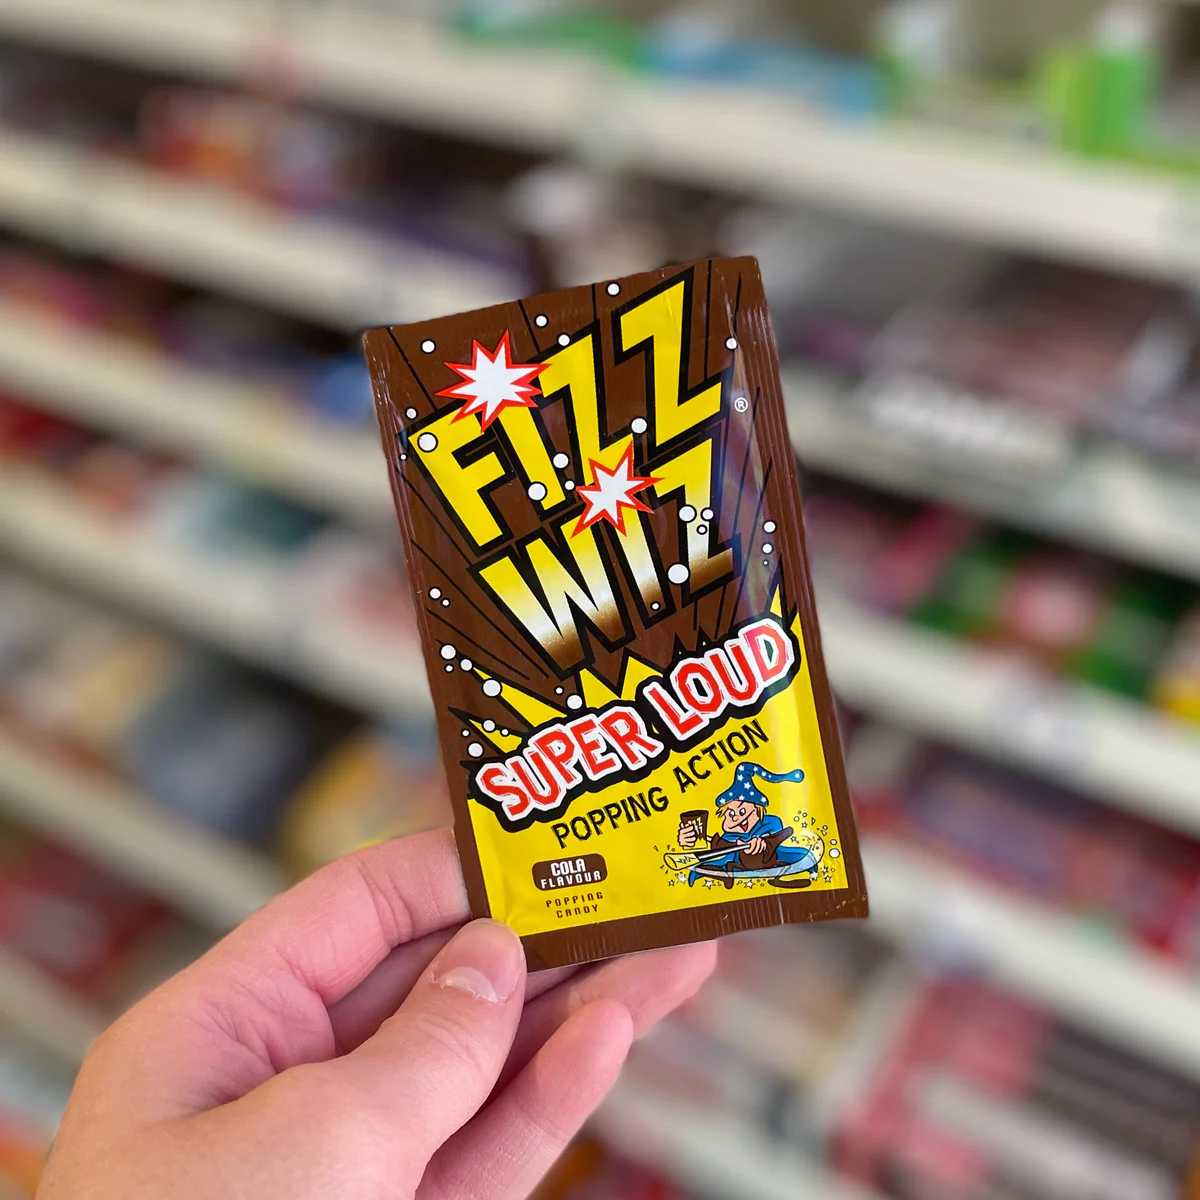 FIZZ
WIZ
®
SUPER LOUD
POPPING ACTION
COLA
FLAVOUR
POPPING
CANDY